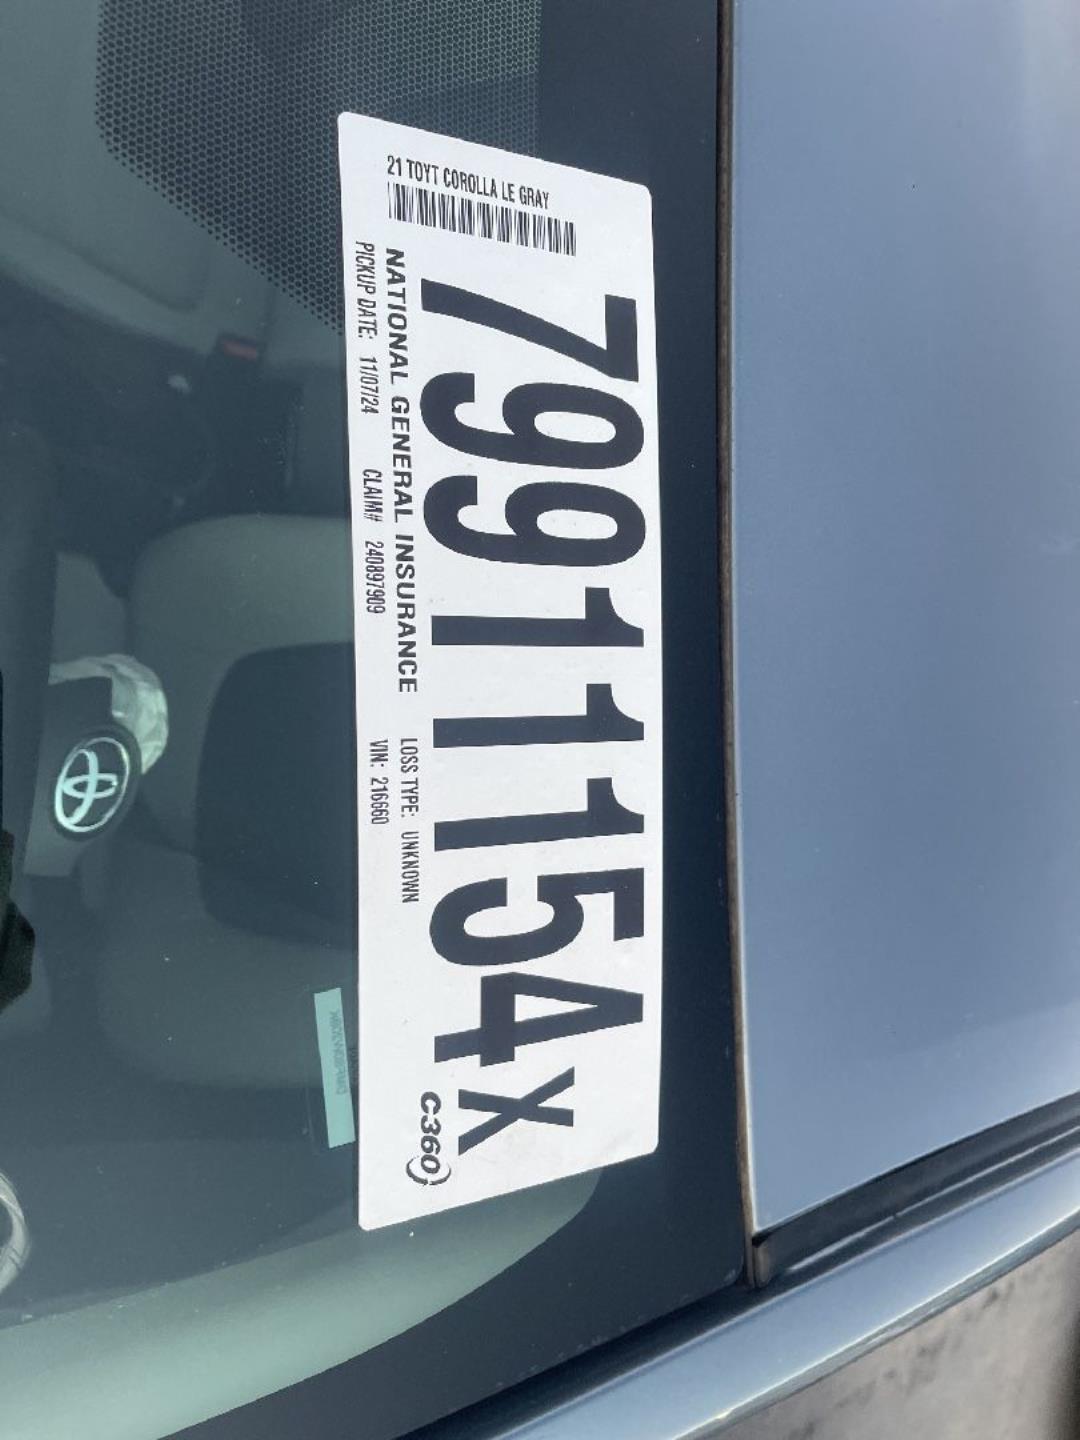 21 TOYT COROLLA LE GRAY
7991154X
NATIONAL GENERAL INSURANCE LOSS TYPE: UNKNOWN
PICKUP DATE: 11/07/24 CLAIM# 240897909 VIN: 216660
C360